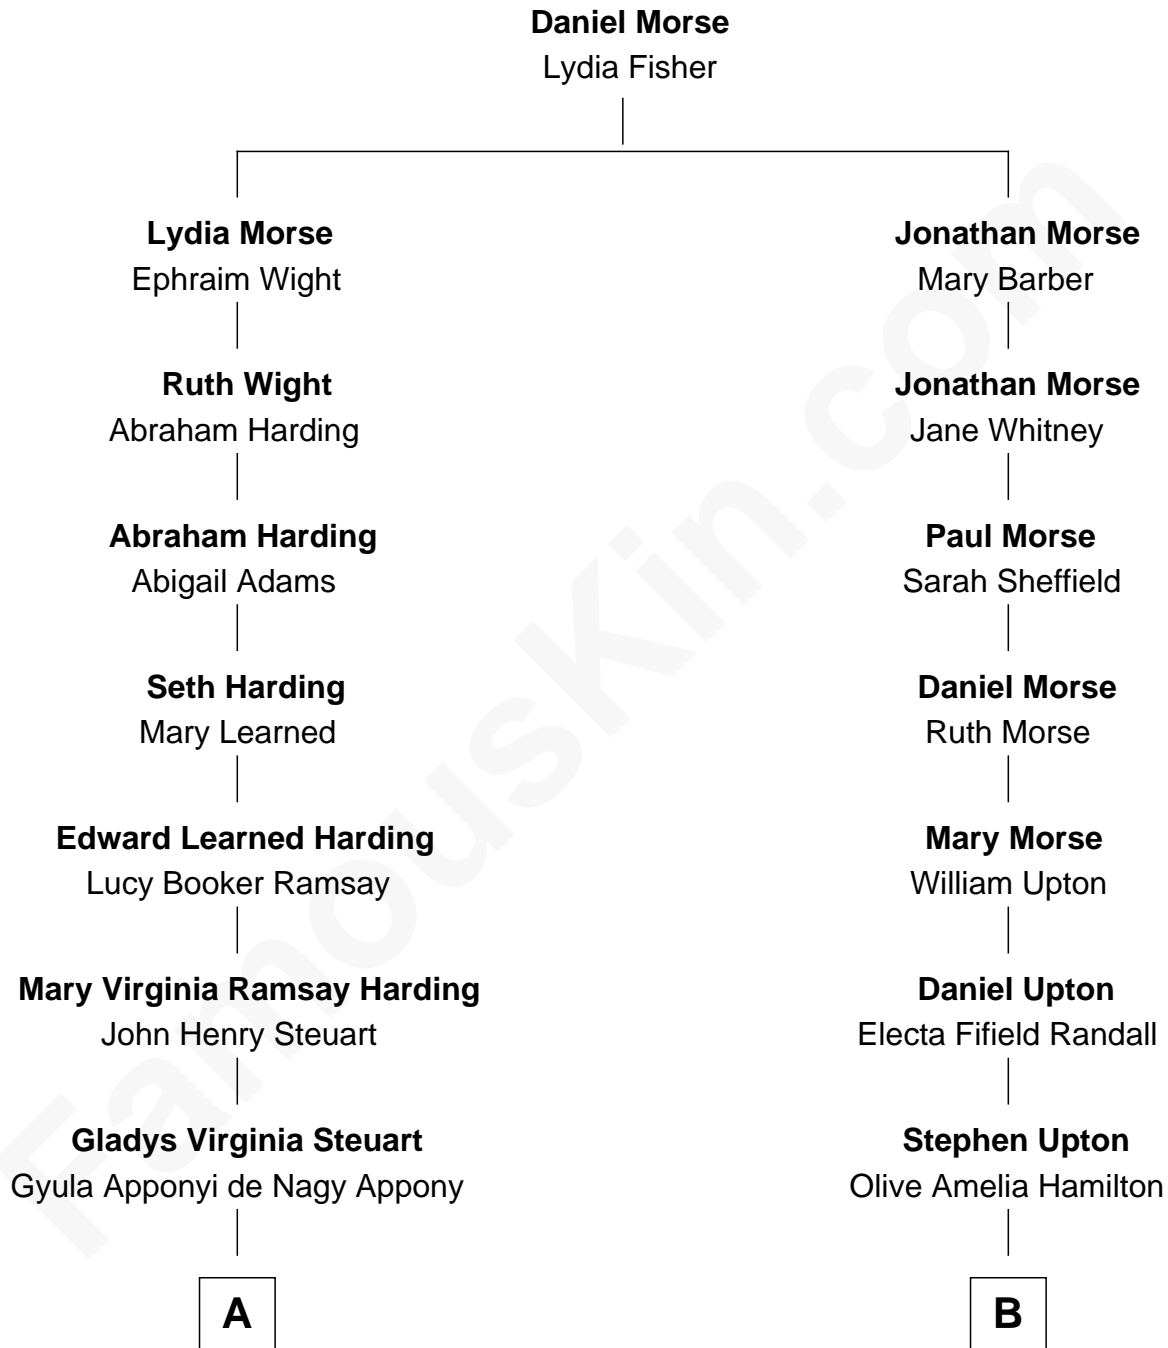 Daniel Morse
Lydia Fisher
Lydia Morse
Ephraim Wight
Jonathan Morse
Mary Barber
Ruth Wight
Abraham Harding
Jonathan Morse
Jane Whitney
Abraham Harding
Abigail Adams
Paul Morse
Sarah Sheffield
Seth Harding
Mary Learned
Daniel Morse
Ruth Morse
Edward Learned Harding
Lucy Booker Ramsay
Mary Morse
William Upton
Mary Virginia Ramsay Harding
John Henry Steuart
Daniel Upton
Electa Fifield Randall
Gladys Virginia Steuart
Gyula Apponyi de Nagy Appony
Stephen Upton
Olive Amelia Hamilton
A
B
FamousKin.com